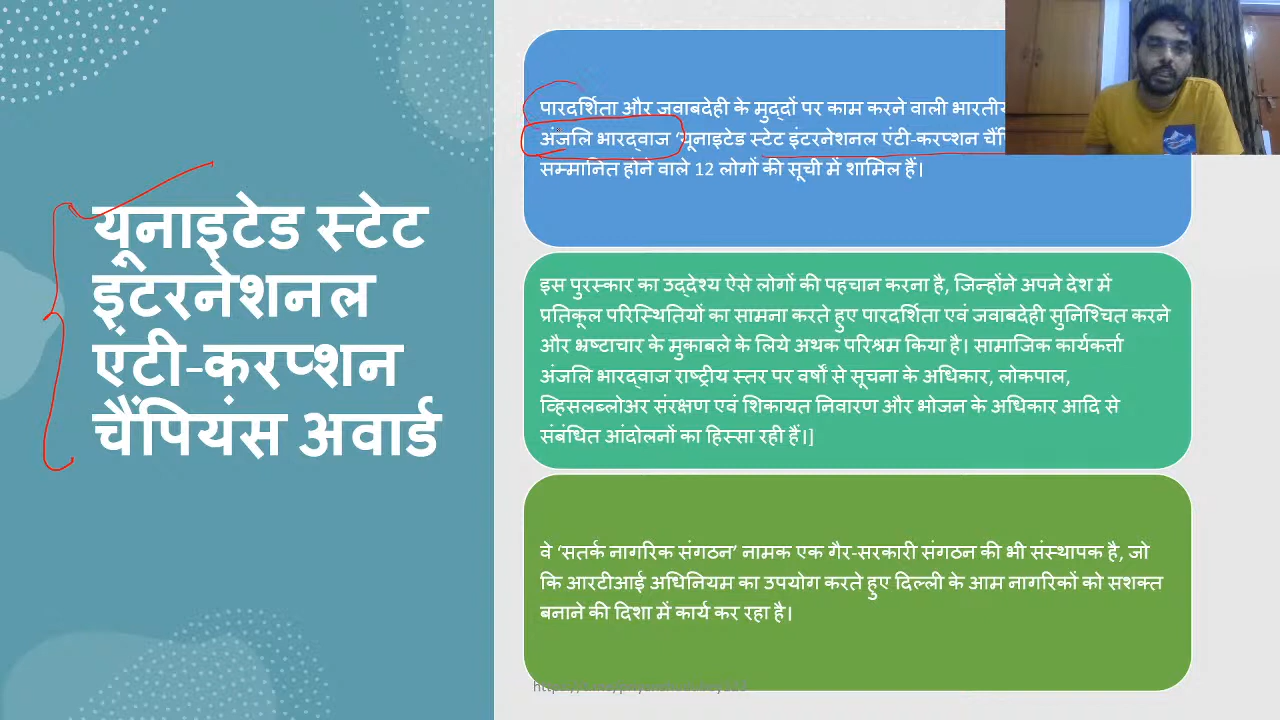 यूनाइटेड स्टेट
इंटरनेशनल
एंटी-करप्शन
चैंपियंस अवार्ड
पारदर्शिता और जवाबदेही के मुद्दों पर काम करने वाली
अंजलि भारद्वाज ‘यूनाइटेड स्टेट इंटरनेशनल एंटी-करप्शन
सम्मानित होने वाले 12 लोगों की सूची में शामिल हैं।
इस पुरस्कार का उद्देश्य ऐसे लोगों की पहचान करना है, जिन्होंने अपने देश में
प्रतिकूल परिस्थितियों का सामना करते हुए पारदर्शिता एवं जवाबदेही सुनिश्चित करने
और भ्रष्टाचार के मुकाबले के लिये अथक परिश्रम किया है। सामाजिक कार्यकर्त्ता
अंजलि भारद्वाज राष्ट्रीय स्तर पर वर्षों से सूचना के अधिकार, लोकपाल,
व्हिसलब्लोअर संरक्षण एवं शिकायत निवारण और भोजन के अधिकार आदि से
संबंधित आंदोलनों का हिस्सा रही हैं।]
वे ‘सतर्क नागरिक संगठन’ नामक एक गैर-सरकारी संगठन की भी संस्थापक है, जो
कि आरटीआई अधिनियम का उपयोग करते हुए दिल्ली के आम नागरिकों को सशक्त
बनाने की दिशा में कार्य कर रहा है।